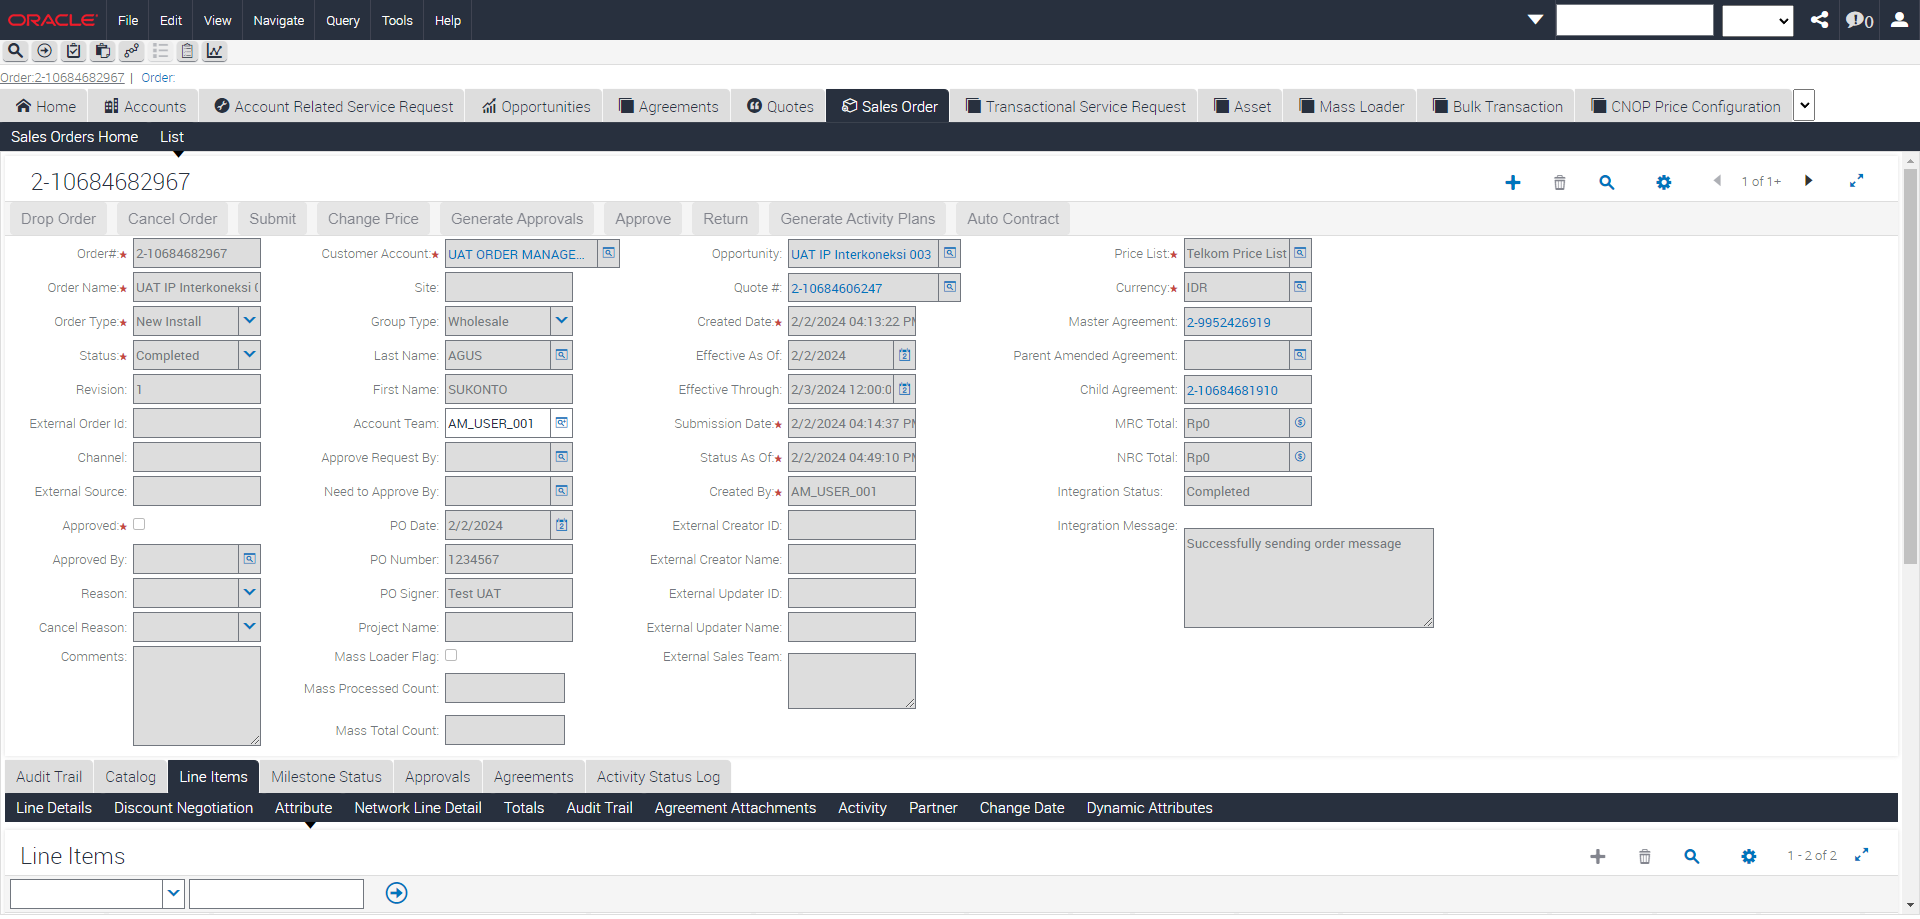 ORACLE File Edit View Navigate Query Tools Help 0
Order:2-10684682967 | Order:
Home Accounts Account Related Service Request Opportunities Agreements Quotes Sales Order Transactional Service Request Asset Mass Loader Bulk Transaction CNOP Price Configuration
Sales Orders Home List
2-10684682967 1 of 1+
Drop Order Cancel Order Submit Change Price Generate Approvals Approve Return Generate Activity Plans Auto Contract
Order#:* 2-10684682967 Customer Account:* UAT ORDER MANAGE... Opportunity: UAT IP Interkoneksi 003 Price List:* Telkom Price List
Order Name:* UAT IP Interkoneksi Site: Quote #: 2-10684606247 Currency:* IDR
Order Type:* New Install Group Type: Wholesale Created Date:* 2/2/2024 04:13:22 PM Master Agreement: 2-9952426919
Status:* Completed Last Name: AGUS Effective As Of: 2/2/2024 Parent Amended Agreement:
Revision: 1 First Name: SUKONTO Effective Through: 2/3/2024 12:00:0 Child Agreement: 2-10684681910
External Order Id: Account Team: AM_USER_001 Submission Date:* 2/2/2024 04:14:37 PM MRC Total: Rp0
Channel: Approve Request By: Status As Of:* 2/2/2024 04:49:10 PM NRC Total: Rp0
External Source: Need to Approve By: Created By:* AM_USER_001 Integration Status: Completed
Approved:* PO Date: 2/2/2024 External Creator ID: Integration Message:
Successfully sending order message
Approved By: PO Number: 1234567 External Creator Name:
Reason: PO Signer: Test UAT External Updater ID:
Cancel Reason: Project Name: External Updater Name:
Comments: Mass Loader Flag: External Sales Team:
Mass Processed Count:
Mass Total Count:
Audit Trail Catalog Line Items Milestone Status Approvals Agreements Activity Status Log
Line Details Discount Negotiation Attribute Network Line Detail Totals Audit Trail Agreement Attachments Activity Partner Change Date Dynamic Attributes
Line Items 1 - 2 of 2